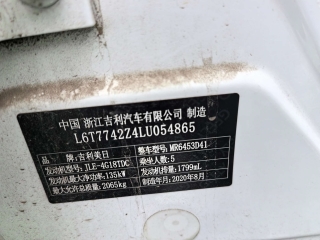 中国 浙江吉利汽车有限公司 制造
L6T7742Z4LU054865
品 牌:吉利美日 整车型号:MR6453D41
发动机型号:JLE-4G18TDC 乘坐人数:5
发动机最大净功率:135kW 发动机排量:1799mL
最大允许总质量:2065kg 制造年月:2020年8月